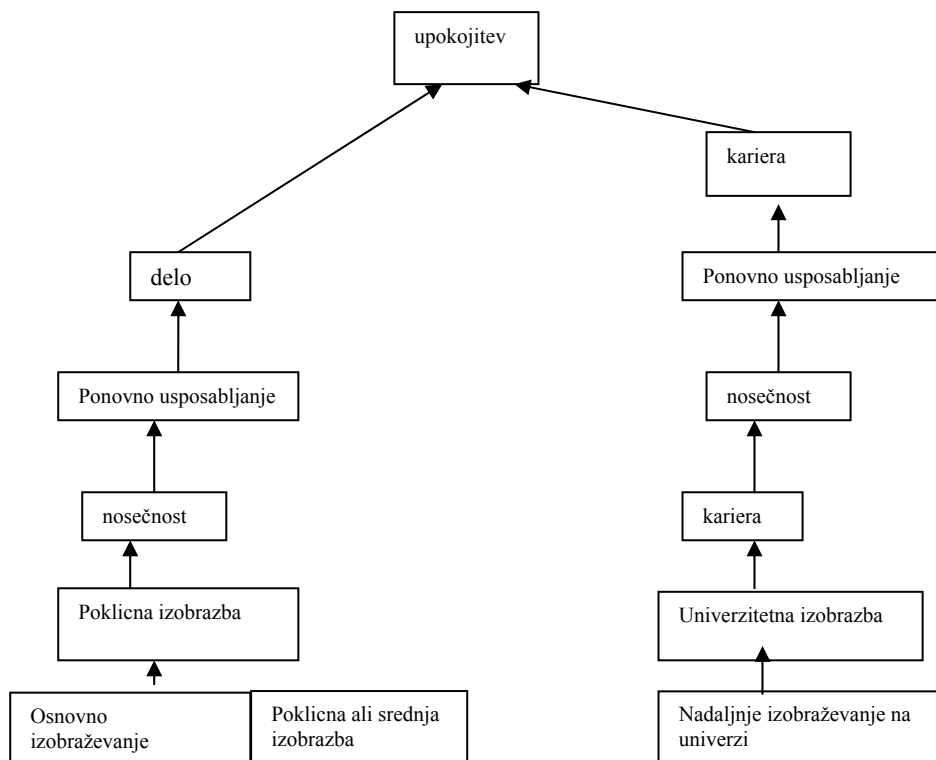 upokojitev
kariera
delo
Ponovno usposabljanje
Ponovno usposabljanje
nosečnost
nosečnost
kariera
Poklicna izobrazba
Univerzitetna izobrazba
Osnovno
izobraževanje
Poklicna ali srednja
izobrazba
Nadaljnje izobraževanje na
univerzi